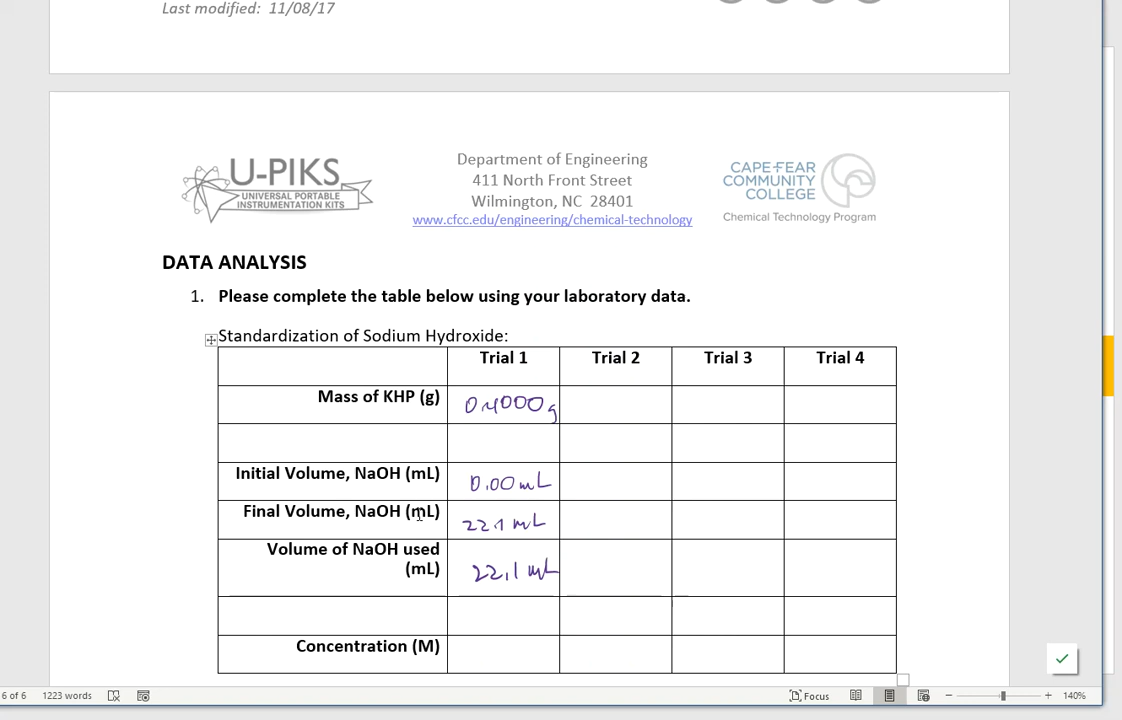 Last modified: 11/08/17
U-PIKS
UNIVERSAL PORTABLE
INSTRUMENTATION KITS
Department of Engineering
411 North Front Street
Wilmington, NC 28401
www.cfcc.edu/engineering/chemical-technology
CAPE FEAR
COMMUNITY
COLLEGE
Chemical Technology Program
DATA ANALYSIS
1. Please complete the table below using your laboratory data.
Standardization of Sodium Hydroxide:
Trial 1 Trial 2 Trial 3 Trial 4
Mass of KHP (g) 0.4000 g
Initial Volume, NaOH (mL) 0.00 mL
Final Volume, NaOH (mL) 22.1 mL
Volume of NaOH used
(mL) 22.1 mL
Concentration (M)
6 of 6 1223 words Focus 140%